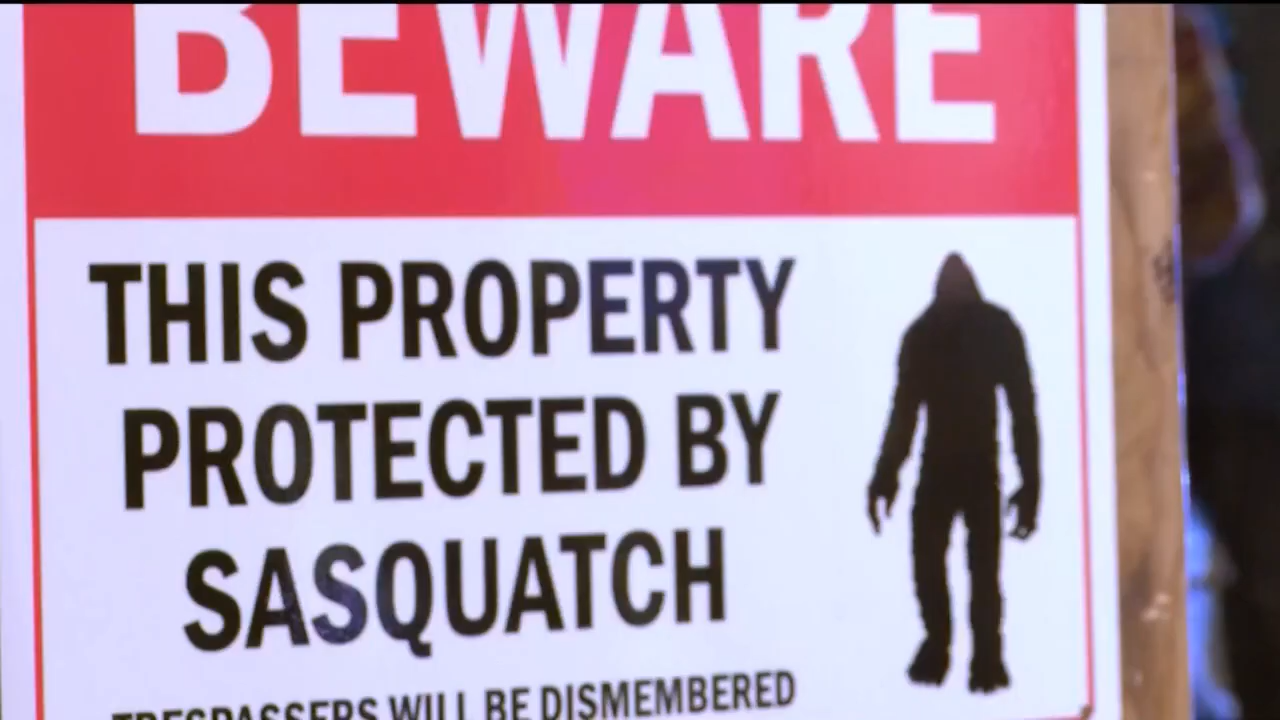 BEWARE
THIS PROPERTY
PROTECTED BY
SASQUATCH
TRESPASSERS WILL BE DISMEMBERED